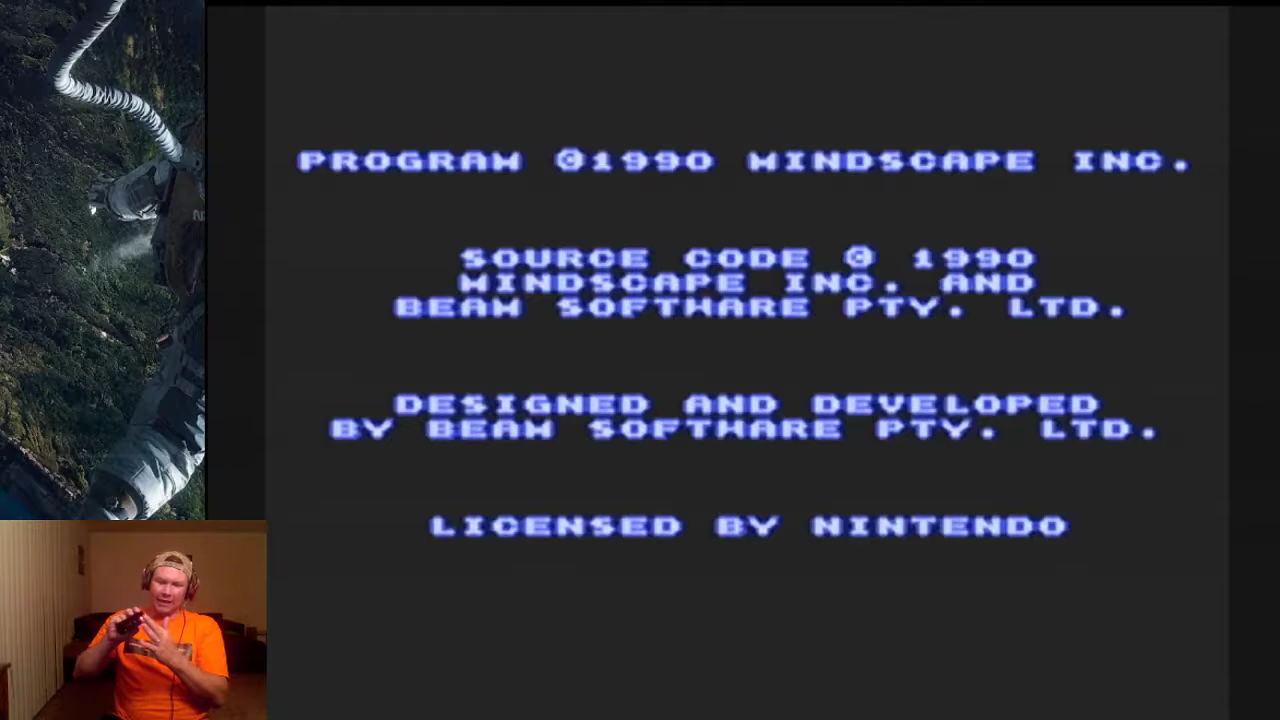 PROGRAM ©1990 MINDSCAPE INC.
SOURCE CODE © 1990
MINDSCAPE INC. AND
BEAM SOFTWARE PTY. LTD.
DESIGNED AND DEVELOPED
BY BEAM SOFTWARE PTY. LTD.
LICENSED BY NINTENDO